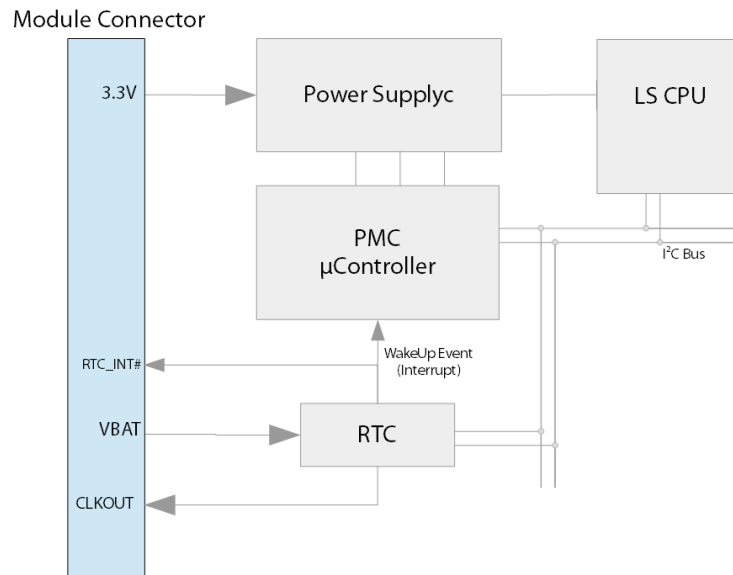 Module Connector
3.3V
Power Supplyc
LS CPU
PMC
µController
I²C Bus
WakeUp Event
(Interrupt)
RTC_INT#
VBAT
RTC
CLKOUT